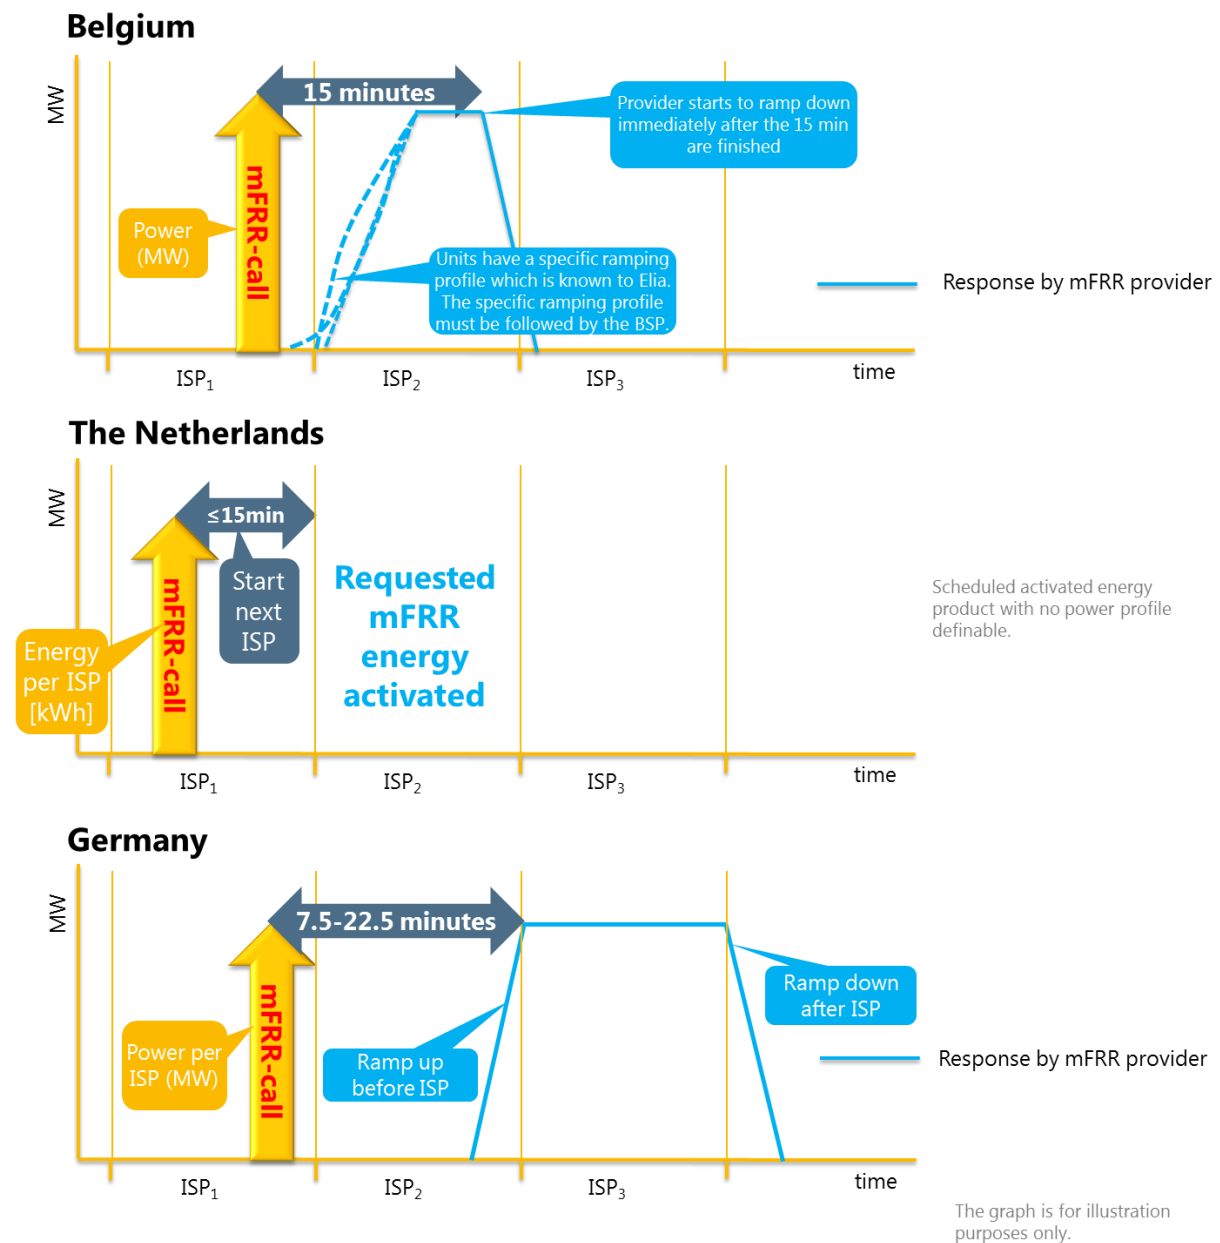 Belgium
MW
15 minutes
Provider starts to ramp down
immediately after the 15 min
are finished
mFRR-call
Power
(MW)
Units have a specific ramping
profile which is known to Elia.
The specific ramping profile
must be followed by the BSP.
Response by mFRR provider
ISP1
ISP2
ISP3
time
The Netherlands
MW
≤15min
Start
next
ISP
mFRR-call
Energy
per ISP
[kWh]
Requested
mFRR
energy
activated
Scheduled activated energy
product with no power profile
definable.
ISP1
ISP2
ISP3
time
Germany
MW
7.5-22.5 minutes
mFRR-call
Power per
ISP (MW)
Ramp up
before ISP
Ramp down
after ISP
Response by mFRR provider
ISP1
ISP2
ISP3
time
The graph is for illustration
purposes only.